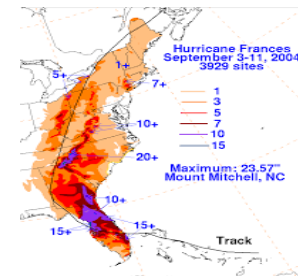 Hurricane Frances
September 3-11, 2004
3929 sites
1
3
5
7
10
15
Maximum: 23.57"
Mount Mitchell, NC
Track
5+
1+
7+
10+
20+
10+
15+
15+